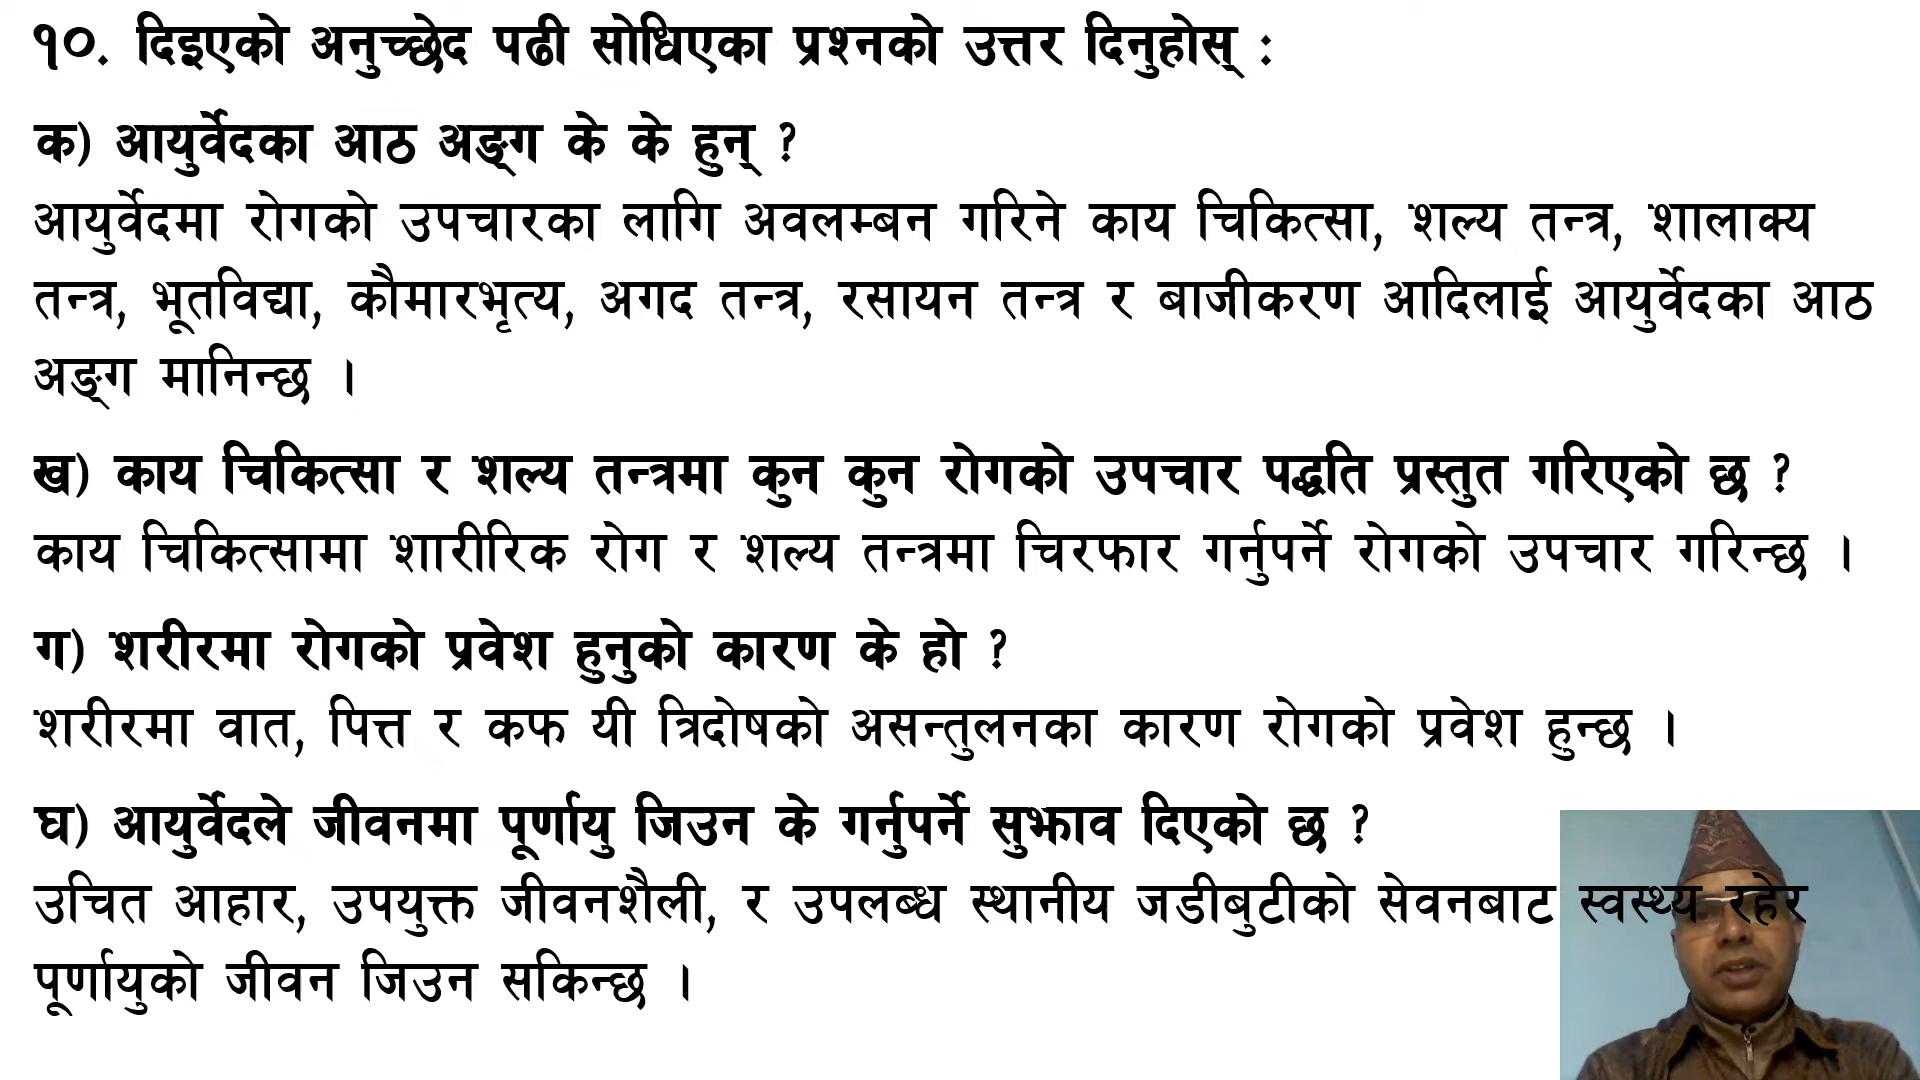 १०. दिइएको अनुच्छेद पढी सोधिएका प्रश्नको उत्तर दिनुहोस् :
क) आयुर्वेदका आठ अङ्ग के के हुन् ?
आयुर्वेदमा रोगको उपचारका लागि अवलम्बन गरिने काय चिकित्सा, शल्य तन्त्र, शालाक्य
तन्त्र, भूतविद्या, कौमारभृत्य, अगद तन्त्र, रसायन तन्त्र र बाजीकरण आदिलाई आयुर्वेदका आठ
अङ्ग मानिन्छ ।
ख) काय चिकित्सा र शल्य तन्त्रमा कुन कुन रोगको उपचार पद्धति प्रस्तुत गरिएको छ ?
काय चिकित्सामा शारीरिक रोग र शल्य तन्त्रमा चिरफार गर्नुपर्ने रोगको उपचार गरिन्छ ।
ग) शरीरमा रोगको प्रवेश हुनुको कारण के हो ?
शरीरमा वात, पित्त र कफ यी त्रिदोषको असन्तुलनका कारण रोगको प्रवेश हुन्छ ।
घ) आयुर्वेदले जीवनमा पूर्णायु जिउन के गर्नुपर्ने सुझाव दिएको छ ?
उचित आहार, उपयुक्त जीवनशैली, र उपलब्ध स्थानीय जडीबुटीको सेवनबाट स्वस्थ्य रहेर
पूर्णायुको जीवन जिउन सकिन्छ ।